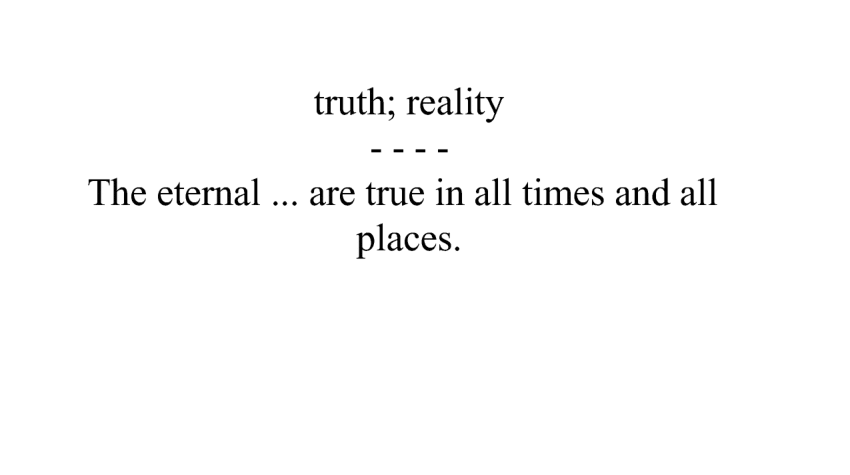 truth; reality
- - - -
The eternal ... are true in all times and all
places.